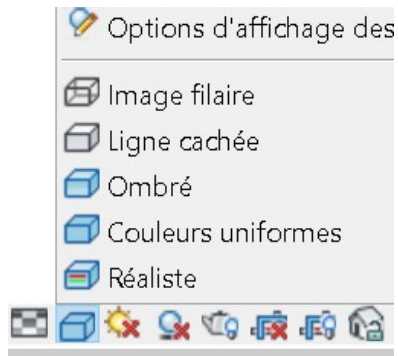 Options d'affichage des
Image filaire
Ligne cachée
Ombré
Couleurs uniformes
Réaliste